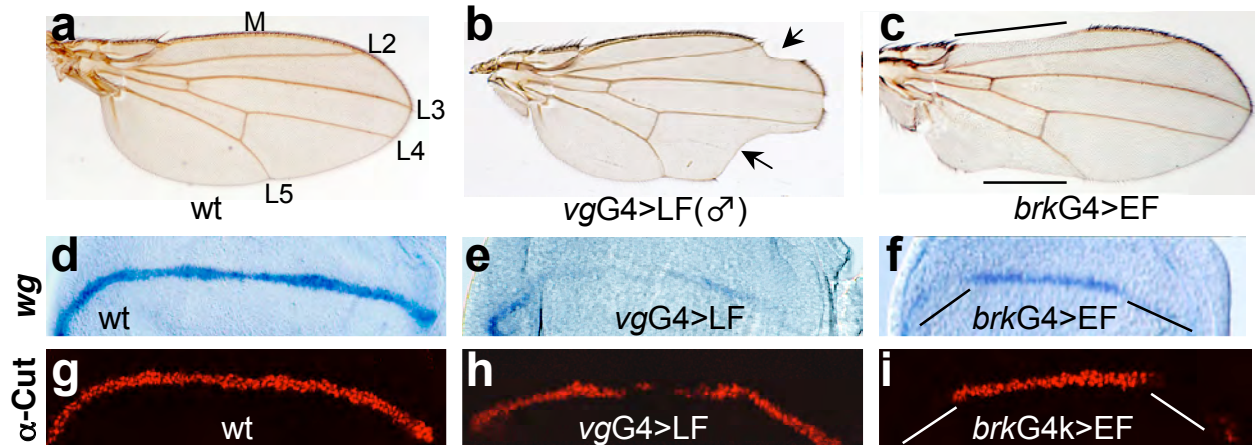 a
M
L2
L3
L4
L5
wt
b
vgG4>LF(♂)
c
brkG4>EF
wg
d
wt
e
vgG4>LF
f
brkG4>EF
α-Cut
g
wt
h
vgG4>LF
i
brkG4k>EF